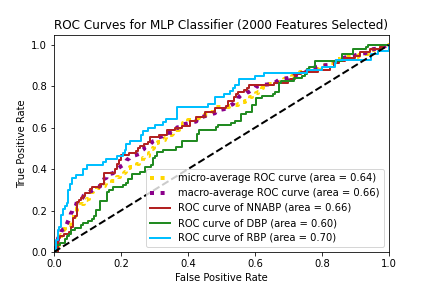 ROC Curves for MLP Classifier (2000 Features Selected)
True Positive Rate
1.0
0.8
0.6
0.4
0.2
0.0
micro-average ROC curve (area = 0.64)
macro-average ROC curve (area = 0.66)
ROC curve of NNABP (area = 0.66)
ROC curve of DBP (area = 0.60)
ROC curve of RBP (area = 0.70)
0.0 0.2 0.4 0.6 0.8 1.0
False Positive Rate